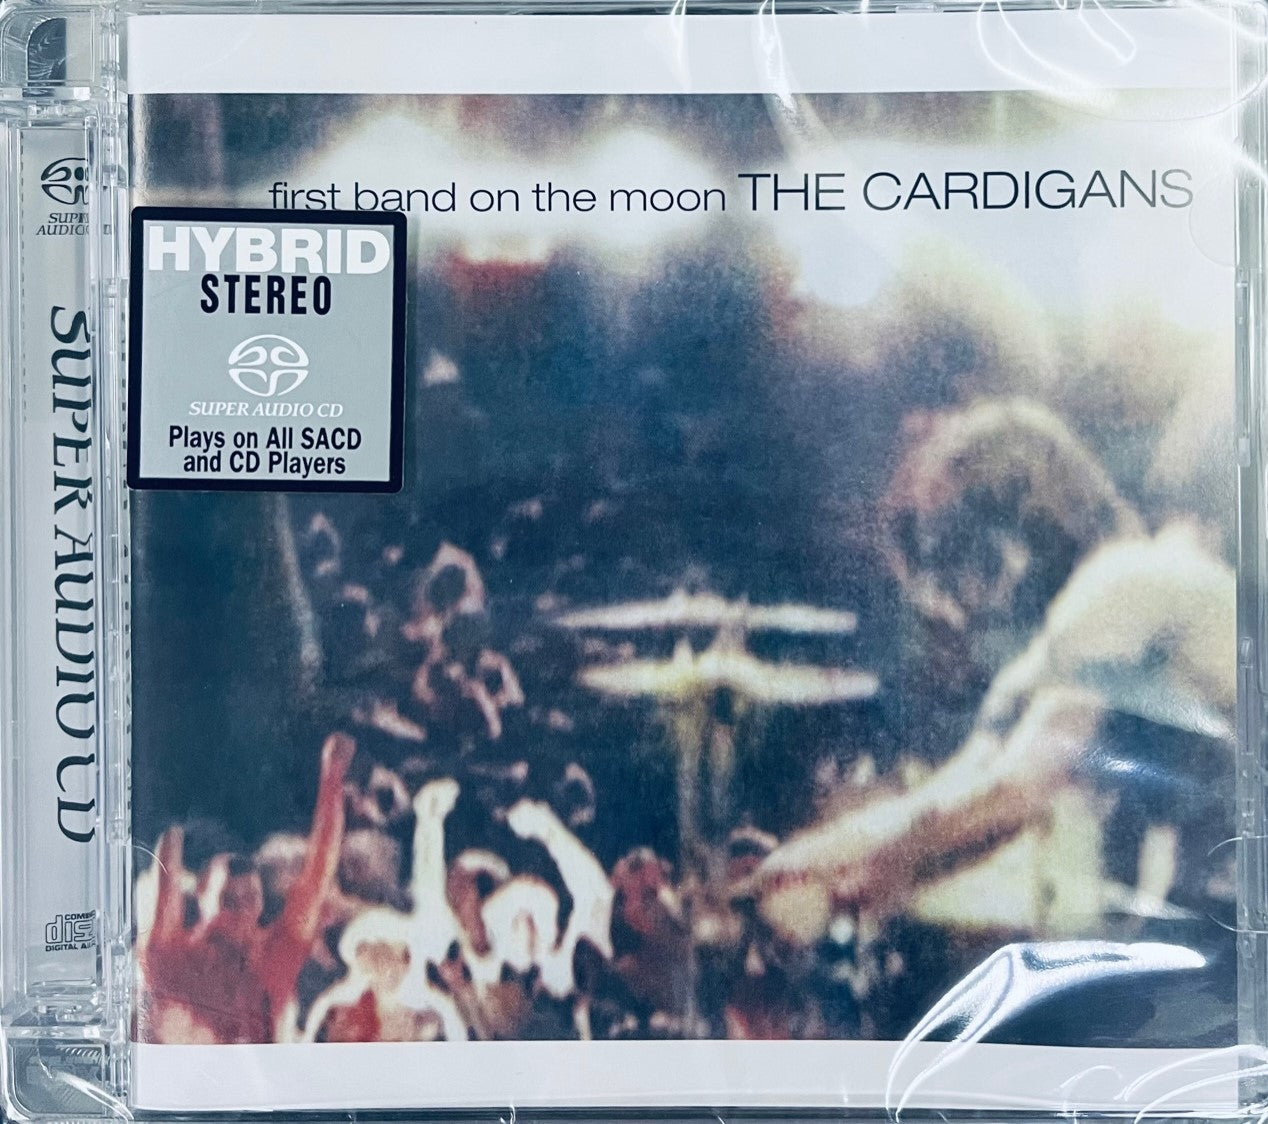 first band on the moon THE CARDIGANS
HYBRID
STEREO
SUPER AUDIO CD
Plays on All SACD
and CD Players
SUPER AUDIO CD
DIGITAL